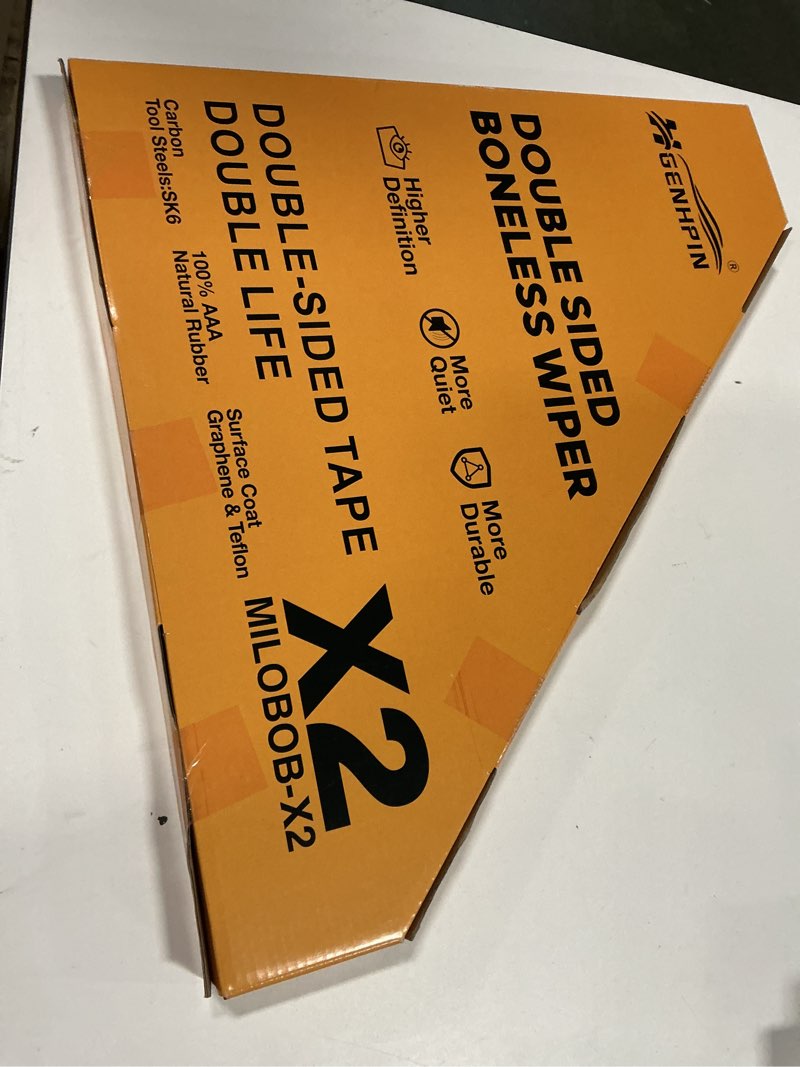 GENHPIN
®
DOUBLE SIDED
BONELESS WIPER
Higher
Definition
More
Quiet
More
Durable
DOUBLE-SIDED TAPE
DOUBLE LIFE
X2
MILOBOB-X2
Carbon
Tool Steels:SK6
100% AAA
Natural Rubber
Surface Coat
Graphene & Teflon